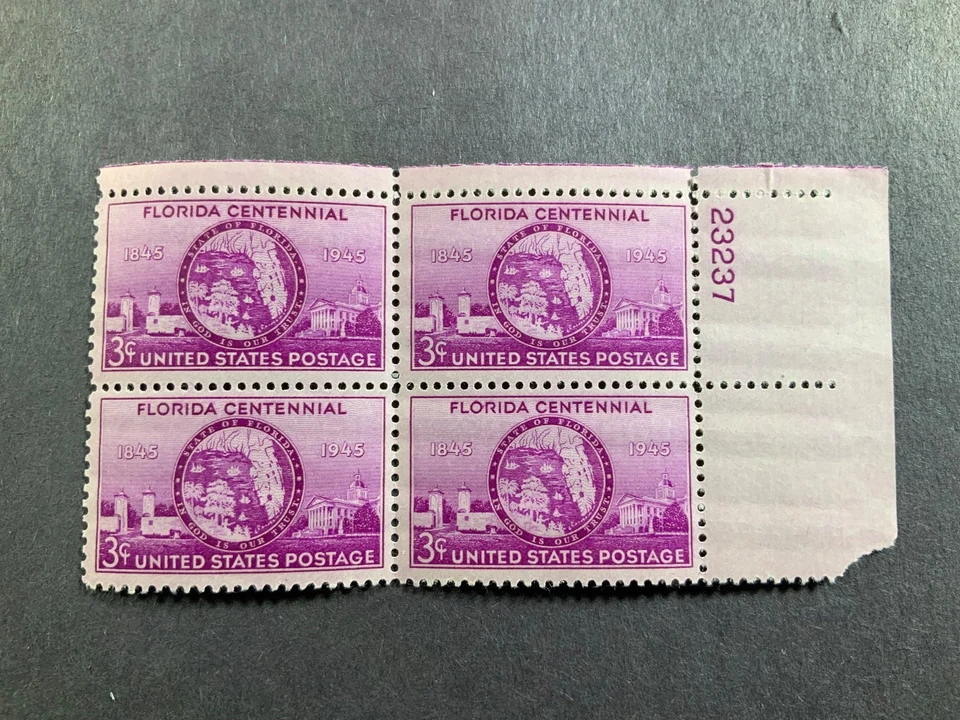 FLORIDA CENTENNIAL
STATE OF FLORIDA
1845 1945
IN GOD IS OUR TRUST.
3¢ UNITED STATES POSTAGE
FLORIDA CENTENNIAL
STATE OF FLORIDA
1845 1945
IN GOD IS OUR TRUST.
3¢ UNITED STATES POSTAGE
23237
FLORIDA CENTENNIAL
STATE OF FLORIDA
1845 1945
IN GOD IS OUR TRUST.
3¢ UNITED STATES POSTAGE
FLORIDA CENTENNIAL
STATE OF FLORIDA
1845 1945
IN GOD IS OUR TRUST.
3¢ UNITED STATES POSTAGE